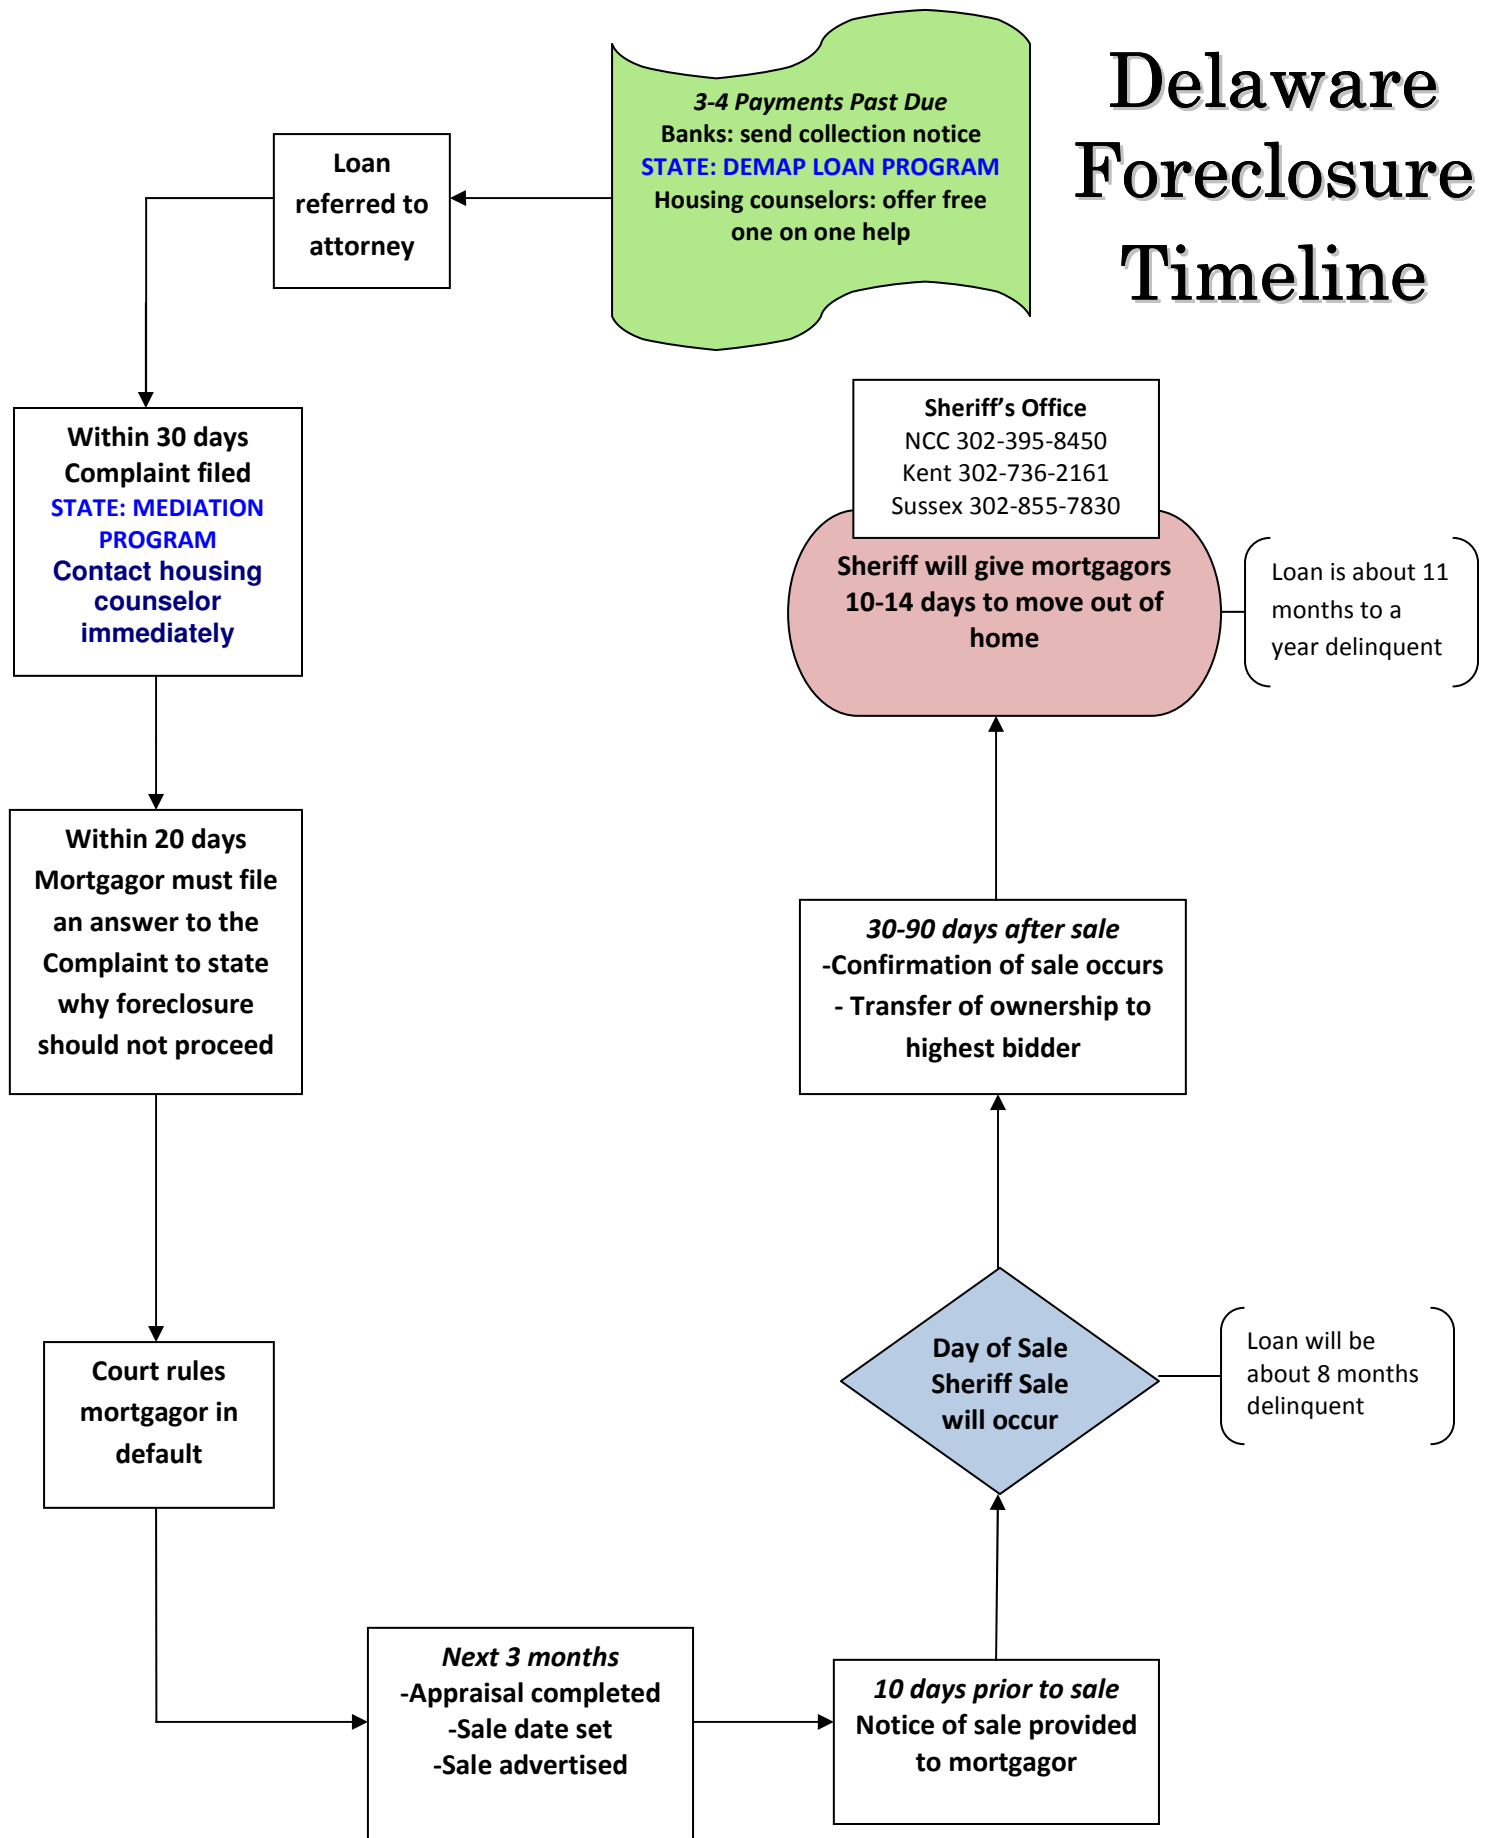 Delaware
Foreclosure
Timeline
3-4 Payments Past Due
Banks: send collection notice
STATE: DEMAP LOAN PROGRAM
Housing counselors: offer free
one on one help
Loan
referred to
attorney
Within 30 days
Complaint filed
STATE: MEDIATION
PROGRAM
Contact housing
counselor
immediately
Within 20 days
Mortgagor must file
an answer to the
Complaint to state
why foreclosure
should not proceed
Court rules
mortgagor in
default
Next 3 months
-Appraisal completed
-Sale date set
-Sale advertised
10 days prior to sale
Notice of sale provided
to mortgagor
Day of Sale
Sheriff Sale
will occur
Loan will be
about 8 months
delinquent
30-90 days after sale
-Confirmation of sale occurs
- Transfer of ownership to
highest bidder
Sheriff will give mortgagors
10-14 days to move out of
home
Loan is about 11
months to a
year delinquent
Sheriff’s Office
NCC 302-395-8450
Kent 302-736-2161
Sussex 302-855-7830